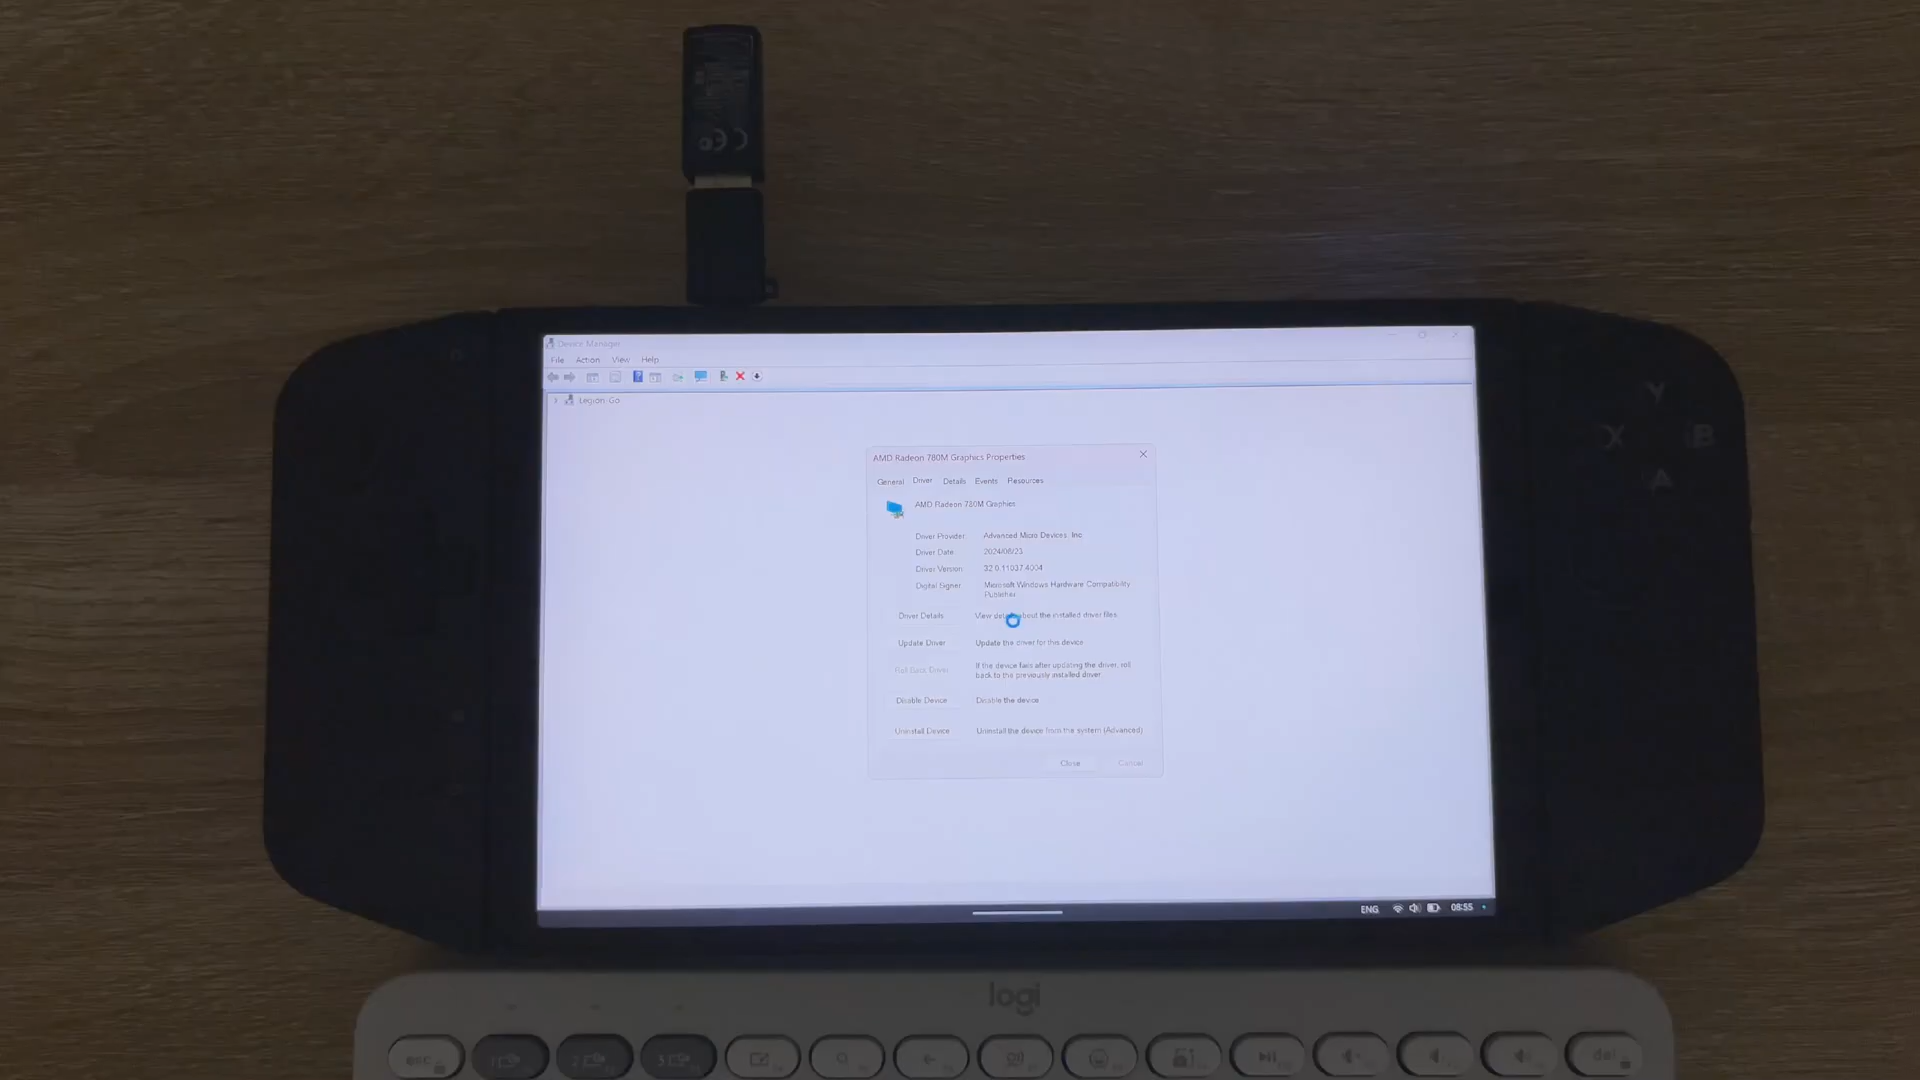 Device Manager
File Action View Help
Legion Go
AMD Radeon 780M Graphics Properties
General Driver Details Events Resources
AMD Radeon 780M Graphics
Driver Provider: Advanced Micro Devices, Inc.
Driver Date: 2024/08/23
Driver Version: 32.0.11037.4004
Digital Signer: Microsoft Windows Hardware Compatibility
Publisher
Driver Details View about the installed driver files.
Update Driver Update the driver for this device.
Roll Back Driver If the device fails after updating the driver, roll
back to the previously installed driver.
Disable Device Disable the device.
Uninstall Device Uninstall the device from the system (Advanced).
Close Cancel
ENG 08:55
Y
X B
A
logi
esc 1 2 3 del